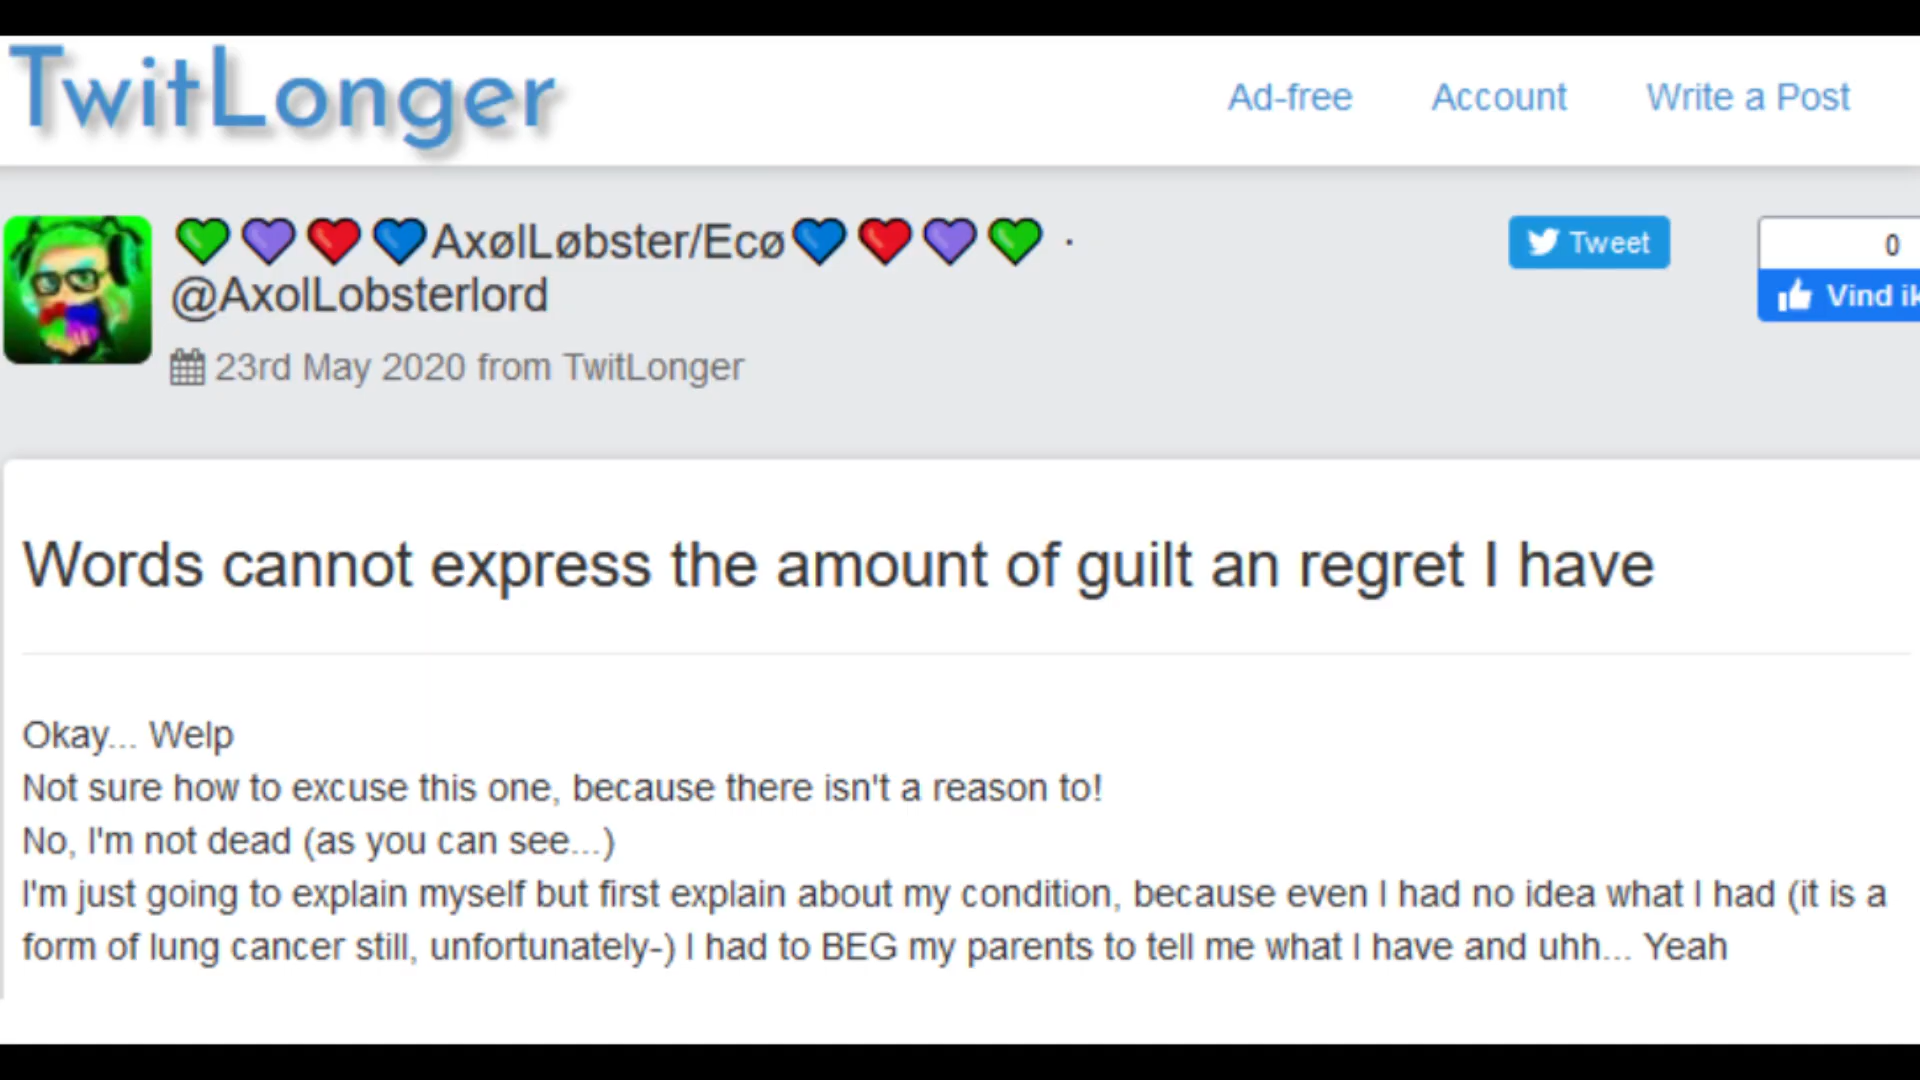 TwitLonger
Ad-free Account Write a Post
💚💜❤️💙AxølLøbster/Ecø💙❤️💜💚 ·
@AxolLobsterlord
23rd May 2020 from TwitLonger
Tweet
0
Vind ik
Words cannot express the amount of guilt an regret I have
Okay... Welp
Not sure how to excuse this one, because there isn't a reason to!
No, I'm not dead (as you can see...)
I'm just going to explain myself but first explain about my condition, because even I had no idea what I had (it is a
form of lung cancer still, unfortunately-) I had to BEG my parents to tell me what I have and uhh... Yeah